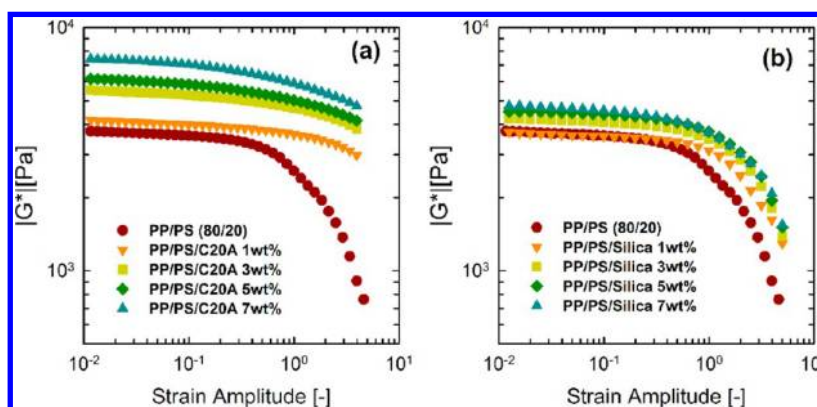 (a)
|G*|[Pa]
10^4
10^3
PP/PS (80/20)
PP/PS/C20A 1wt%
PP/PS/C20A 3wt%
PP/PS/C20A 5wt%
PP/PS/C20A 7wt%
10^-2 10^-1 10^0 10^1
Strain Amplitude [-]
(b)
|G*|[Pa]
10^4
10^3
PP/PS (80/20)
PP/PS/Silica 1wt%
PP/PS/Silica 3wt%
PP/PS/Silica 5wt%
PP/PS/Silica 7wt%
10^-2 10^-1 10^0 10
Strain Amplitude [-]